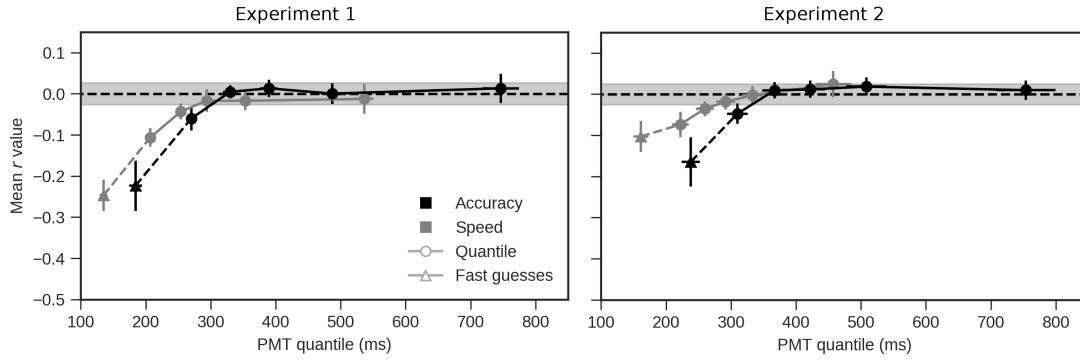 Experiment 1
Experiment 2
0.1
0.0
−0.1
−0.2
−0.3
−0.4
−0.5
Mean r value
Accuracy
Speed
Quantile
Fast guesses
100 200 300 400 500 600 700 800
100 200 300 400 500 600 700 800
PMT quantile (ms)
PMT quantile (ms)